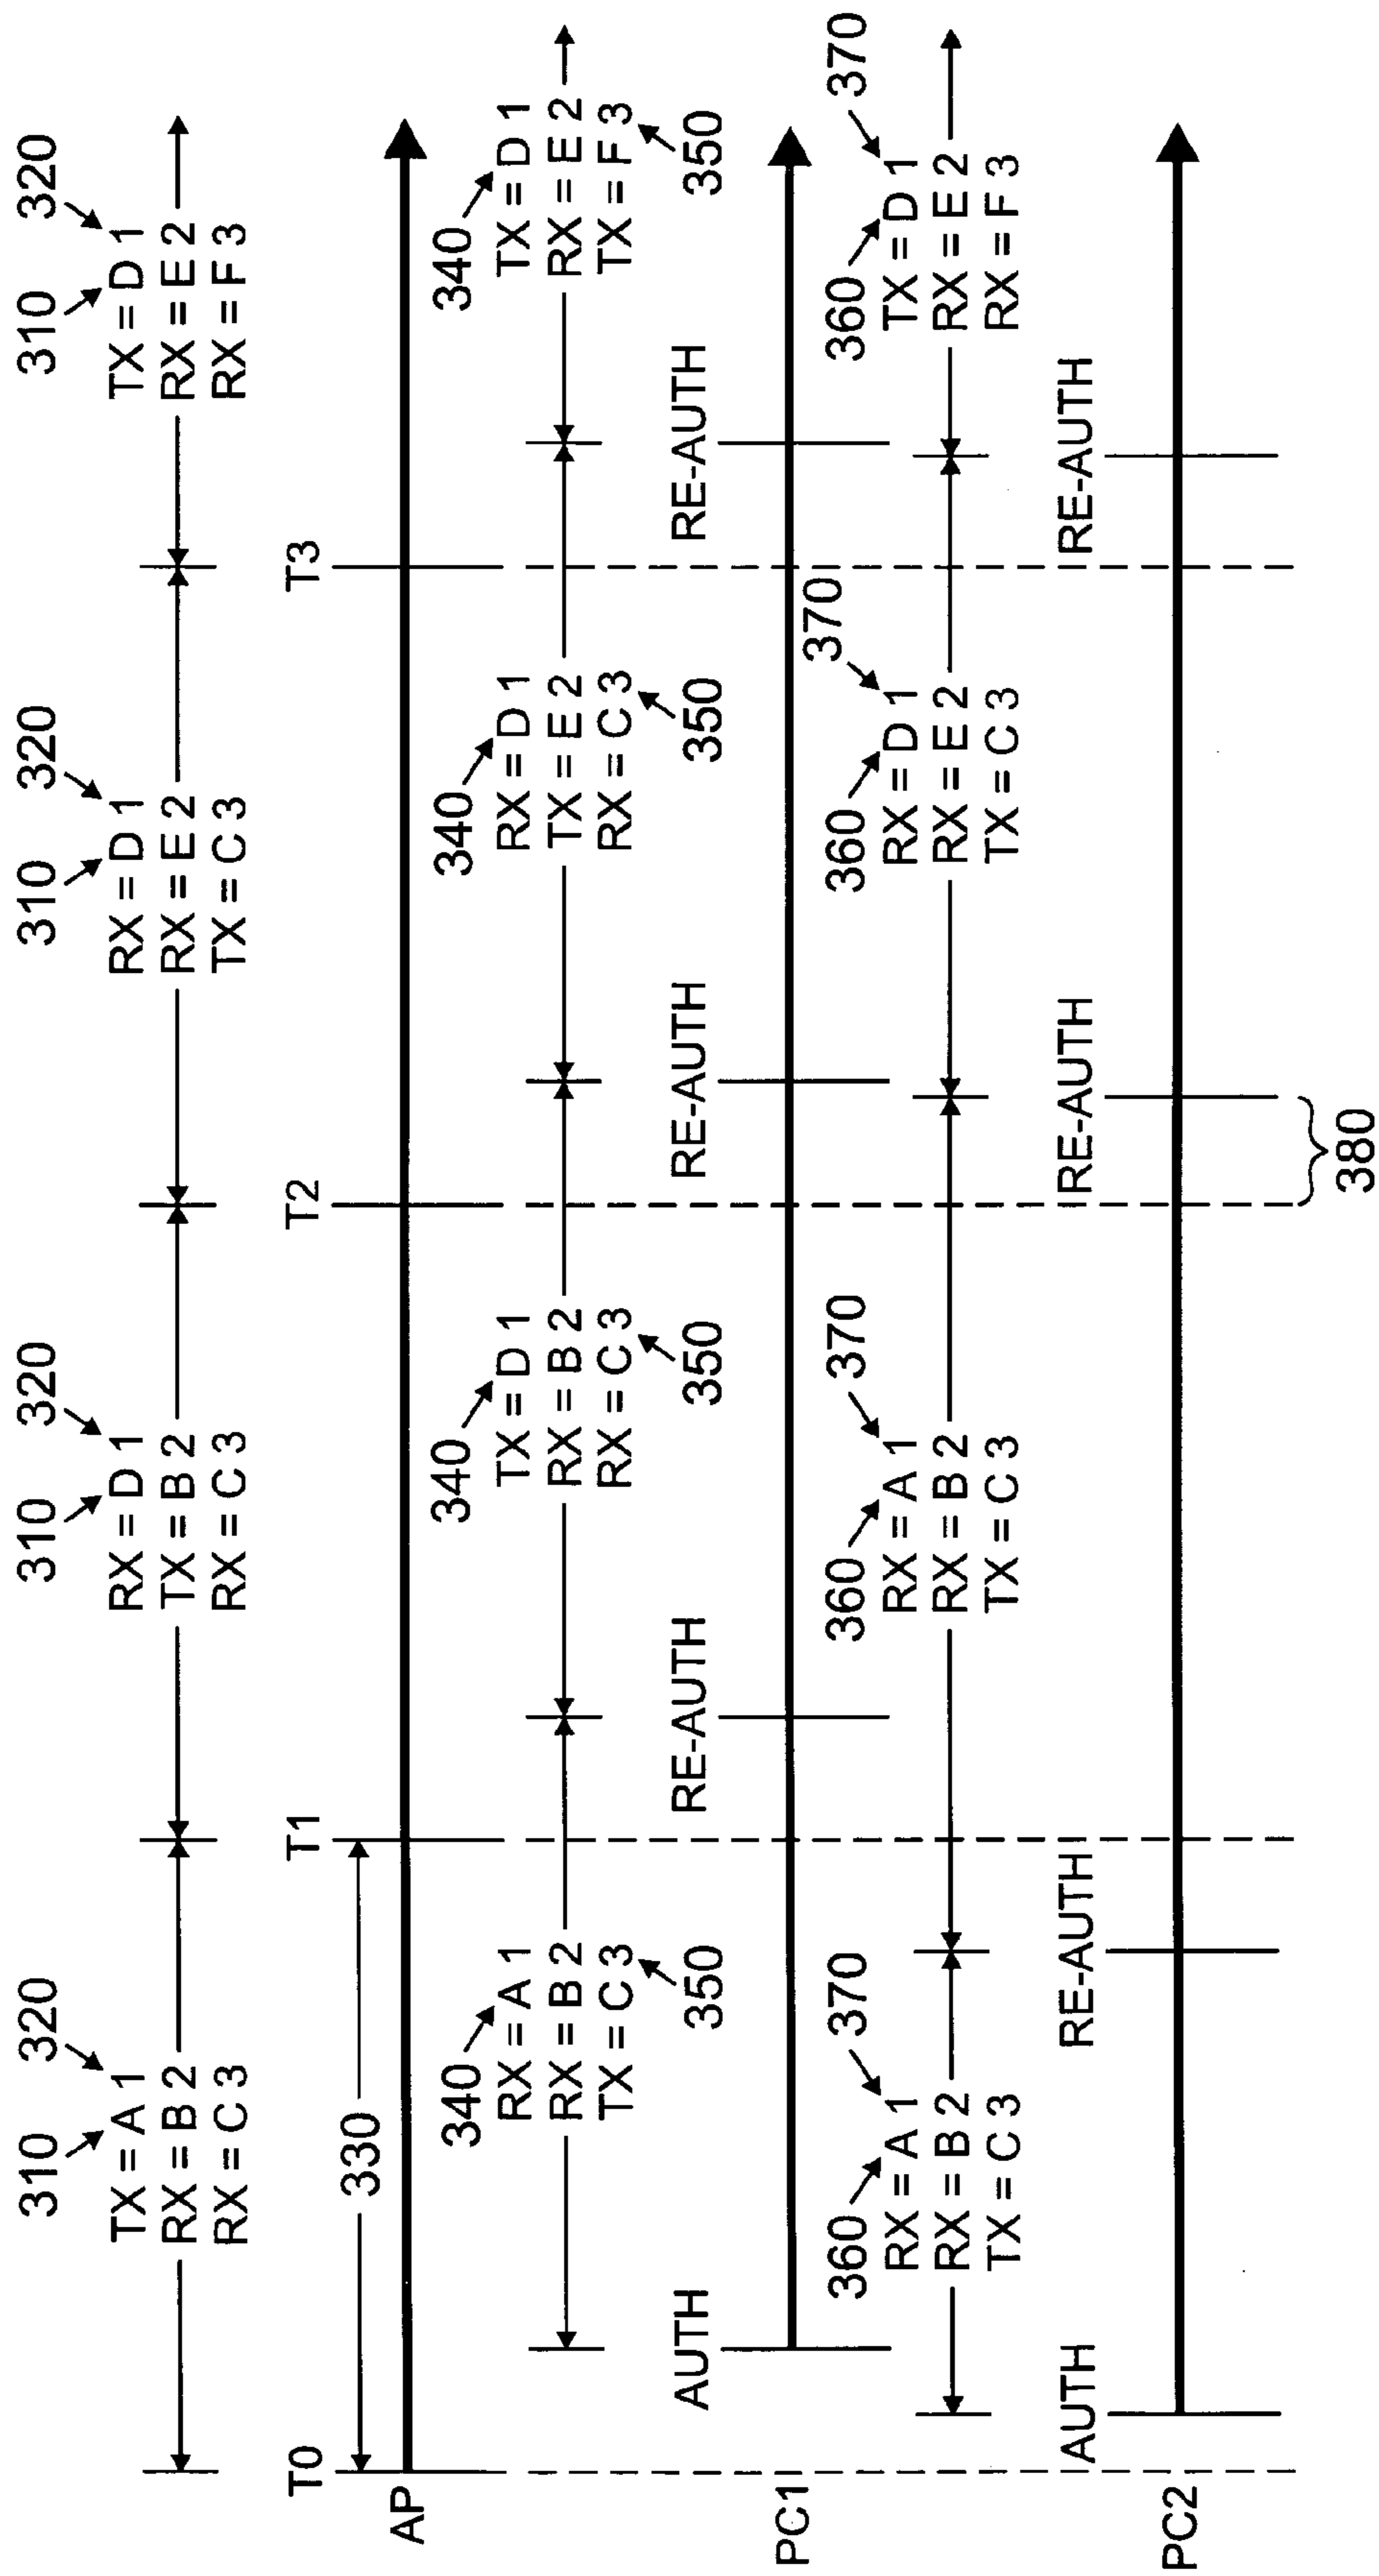 310 320 310 320 310 320 310 320
TX = A 1 RX = D 1 RX = D 1 TX = D 1
RX = B 2 TX = B 2 RX = E 2 RX = E 2
RX = C 3 RX = C 3 TX = C 3 RX = F 3
T0 T1 T2 T3
330
AP
340 340 340 340
RX = A 1 TX = D 1 RX = D 1 TX = D 1
RX = B 2 RX = B 2 TX = E 2 RX = E 2
TX = C 3 RX = C 3 RX = C 3 TX = F 3
350 350 350 350
AUTH RE-AUTH RE-AUTH RE-AUTH
PC1
360 370 360 370 360 370 360 370
RX = A 1 RX = A 1 RX = D 1 TX = D 1
RX = B 2 RX = B 2 RX = E 2 RX = E 2
TX = C 3 TX = C 3 TX = C 3 RX = F 3
AUTH RE-AUTH RE-AUTH RE-AUTH
PC2
380